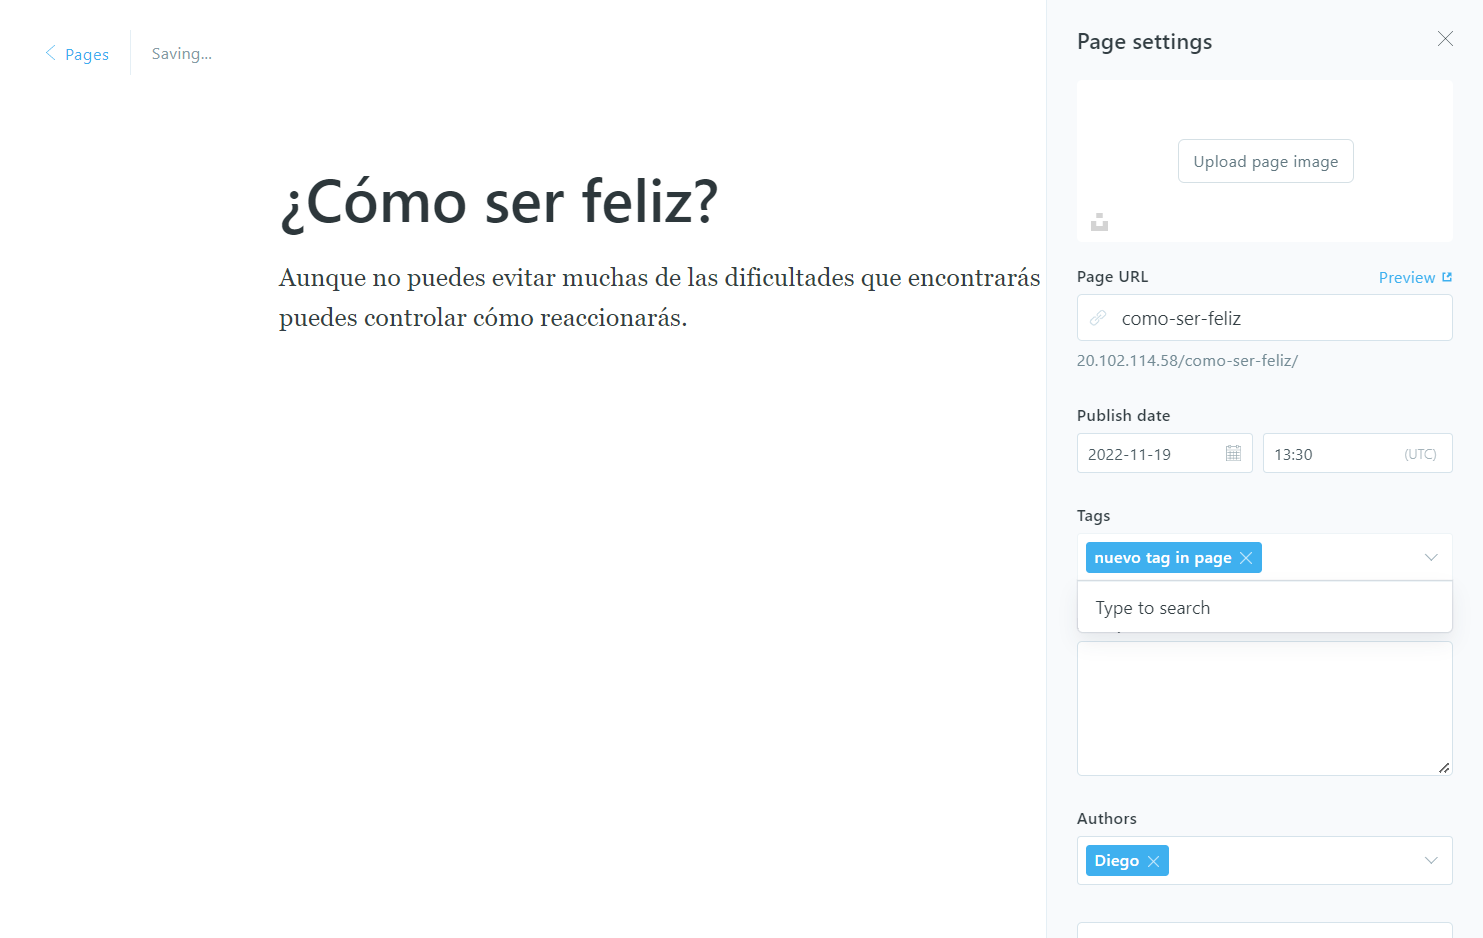 Pages
Saving...
¿Cómo ser feliz?
Aunque no puedes evitar muchas de las dificultades que encontrarás
puedes controlar cómo reaccionarás.
Page settings
Upload page image
Page URL
Preview
como-ser-feliz
20.102.114.58/como-ser-feliz/
Publish date
2022-11-19
13:30
(UTC)
Tags
nuevo tag in page
Type to search
Authors
Diego